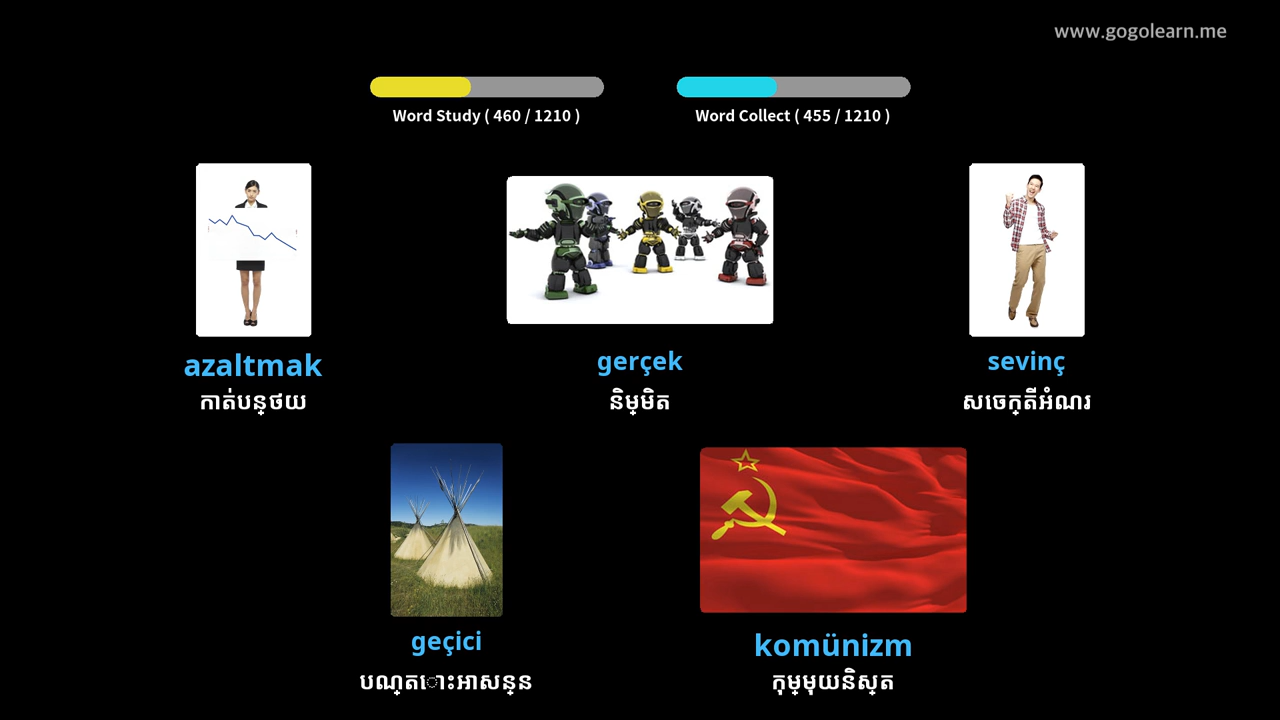 www.gogolearn.me
Word Study ( 460 / 1210 )
Word Collect ( 455 / 1210 )
azaltmak
កាត់បន្ថយ
gerçek
និម្មិត
sevinç
សចេក្តីអំណរ
geçici
បណ្តោះអាសន្ន
komünizm
កុម្មុយនិស្ត